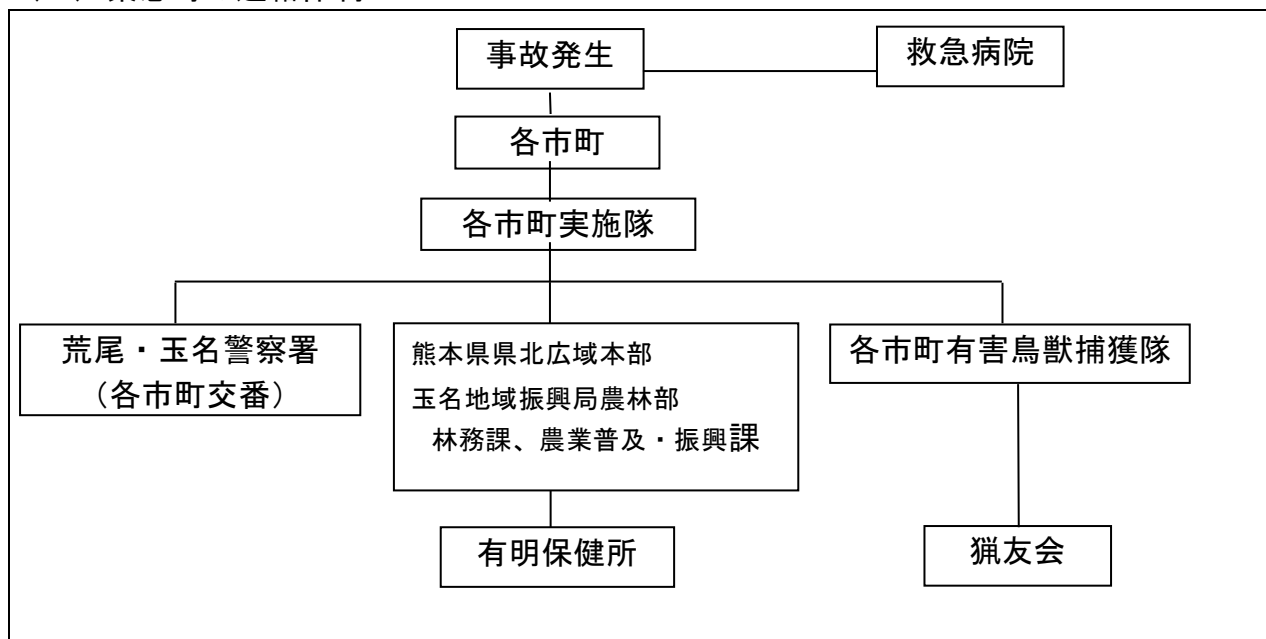 事故発生
救急病院
各市町
各市町実施隊
荒尾・玉名警察署
（各市町交番）
熊本県県北広域本部
玉名地域振興局農林部
林務課、農業普及・振興課
各市町有害鳥獣捕獲隊
有明保健所
猟友会